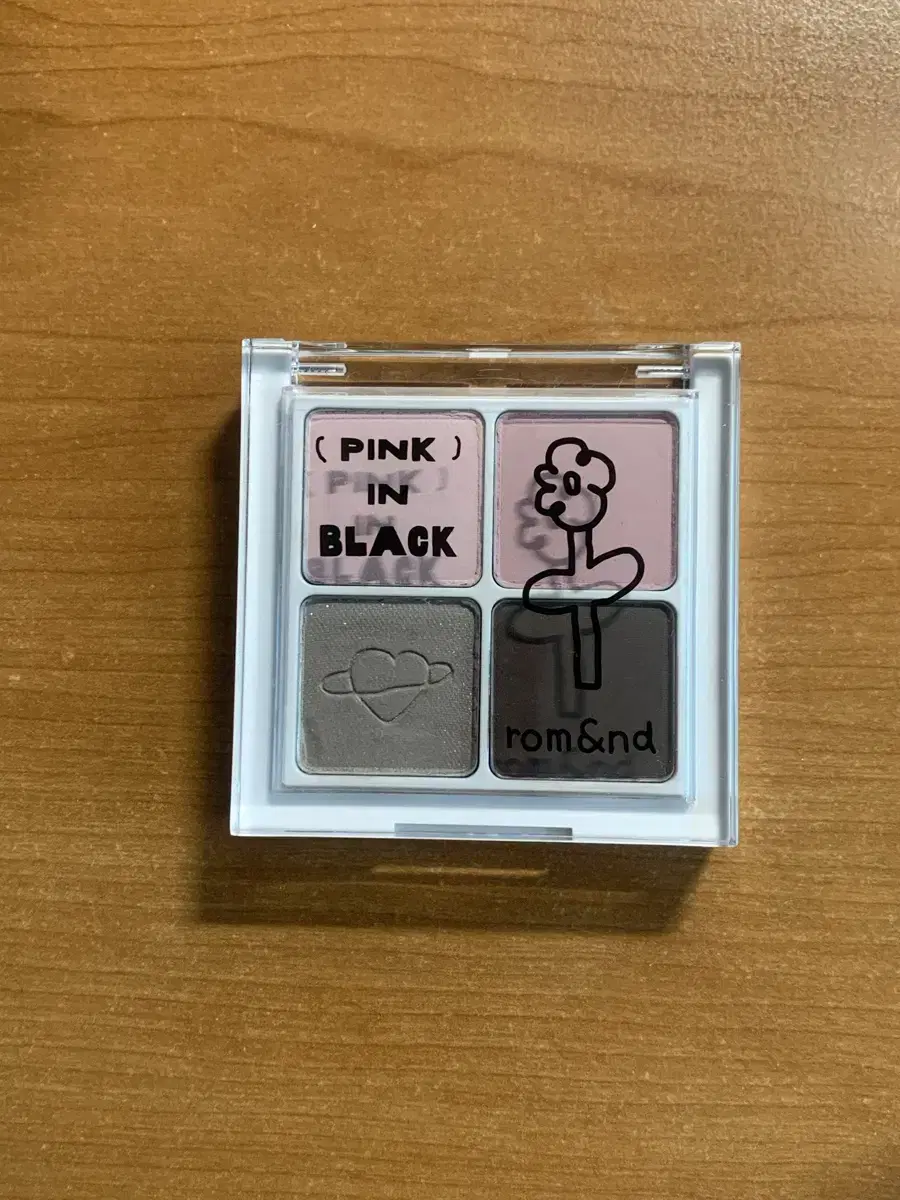 ( PINK )
IN
BLACK
rom&nd